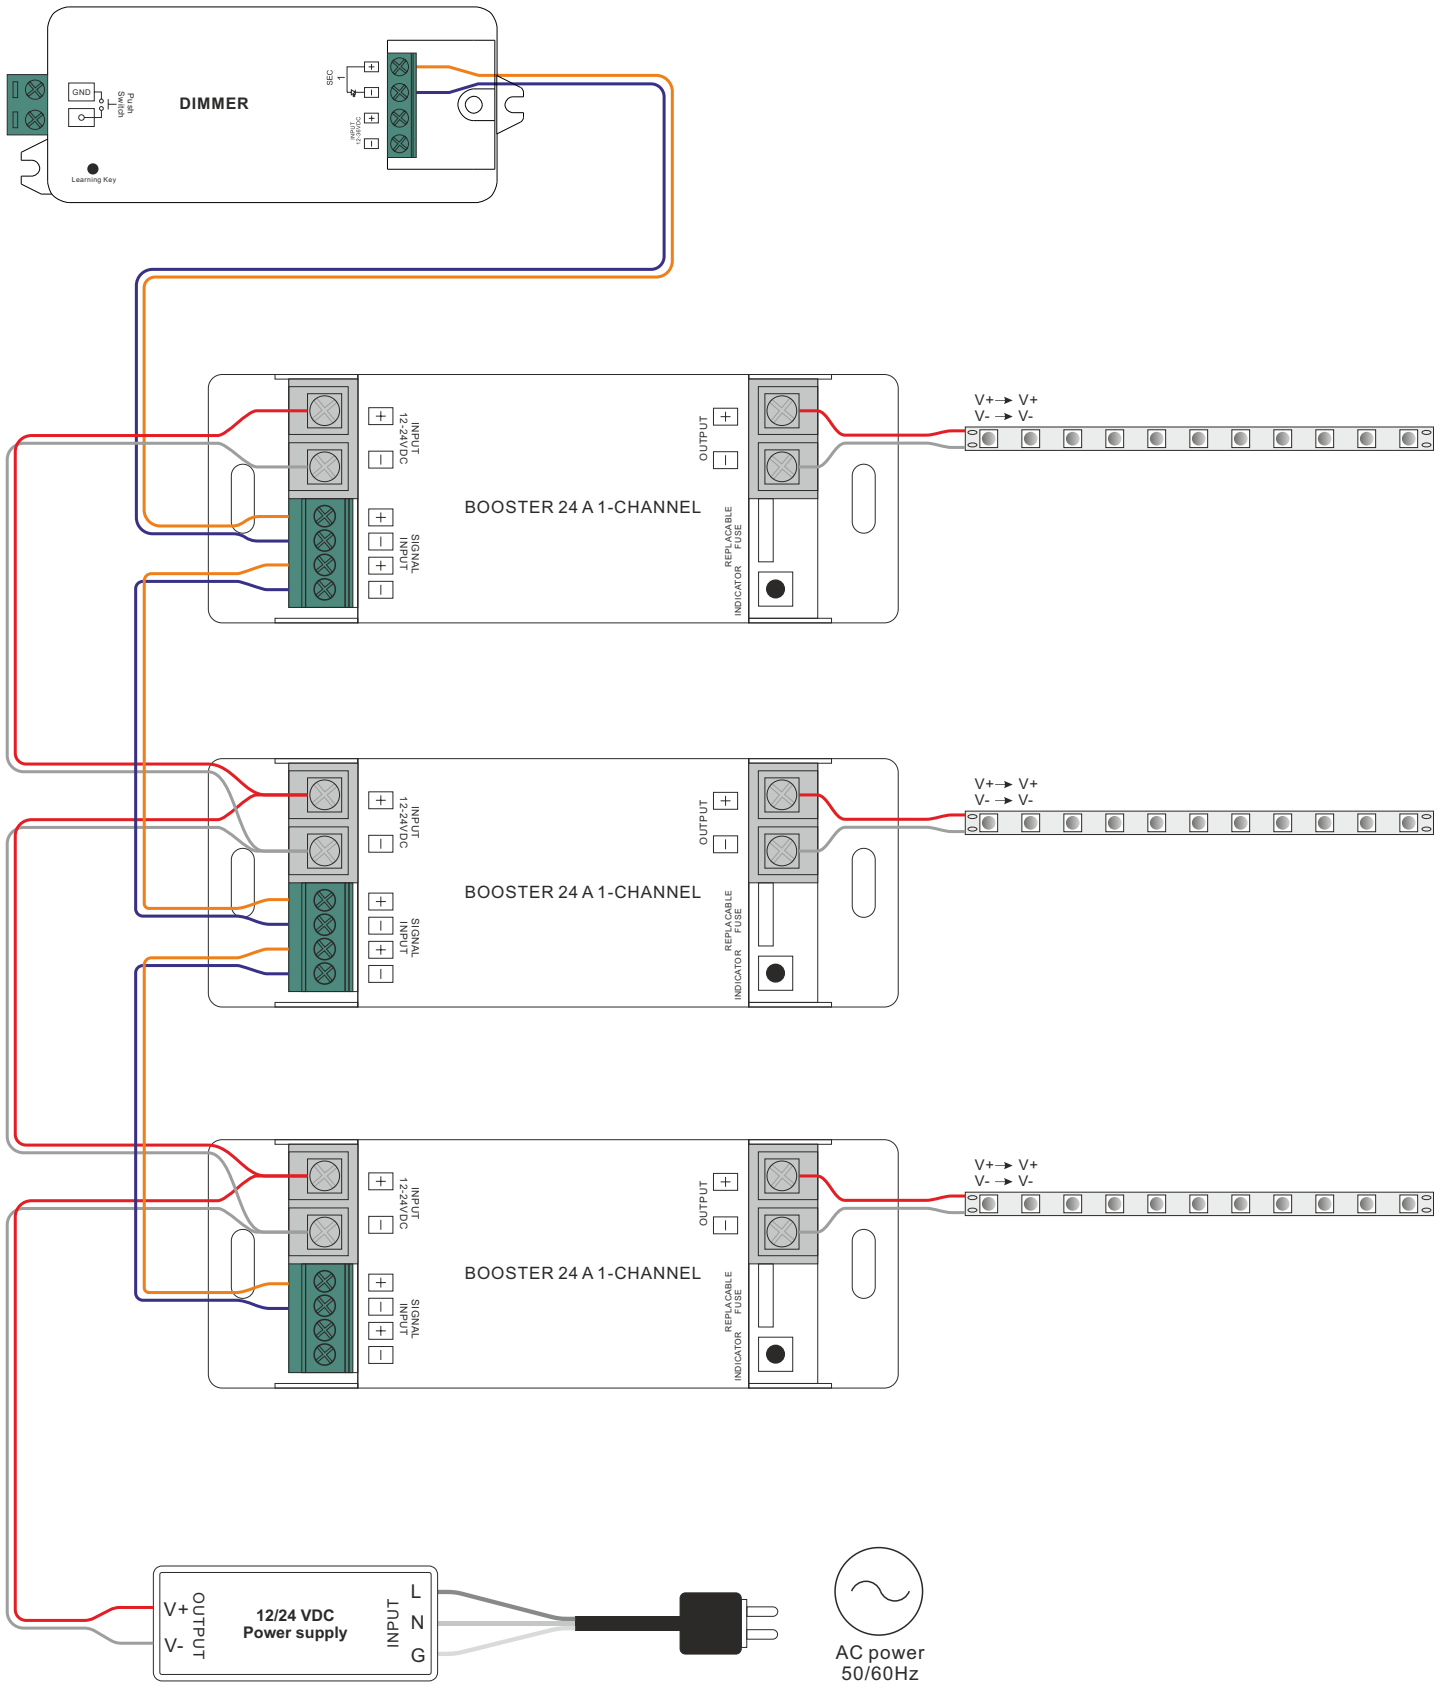 GND
Push
Switch
DIMMER
Learning Key
SEC
1
+
-
+
-
INPUT
12-36VDC
+
-
INPUT
12-24VDC
+
-
+
-
SIGNAL
INPUT
BOOSTER 24 A 1-CHANNEL
OUTPUT
+
-
REPLACABLE
FUSE
INDICATOR
V+→ V+
V- → V-
+
-
INPUT
12-24VDC
+
-
+
-
SIGNAL
INPUT
BOOSTER 24 A 1-CHANNEL
OUTPUT
+
-
REPLACABLE
FUSE
INDICATOR
V+→ V+
V- → V-
+
-
INPUT
12-24VDC
+
-
+
-
SIGNAL
INPUT
BOOSTER 24 A 1-CHANNEL
OUTPUT
+
-
REPLACABLE
FUSE
INDICATOR
V+→ V+
V- → V-
V+
V-
OUTPUT
12/24 VDC
Power supply
INPUT
L
N
G
AC power
50/60Hz